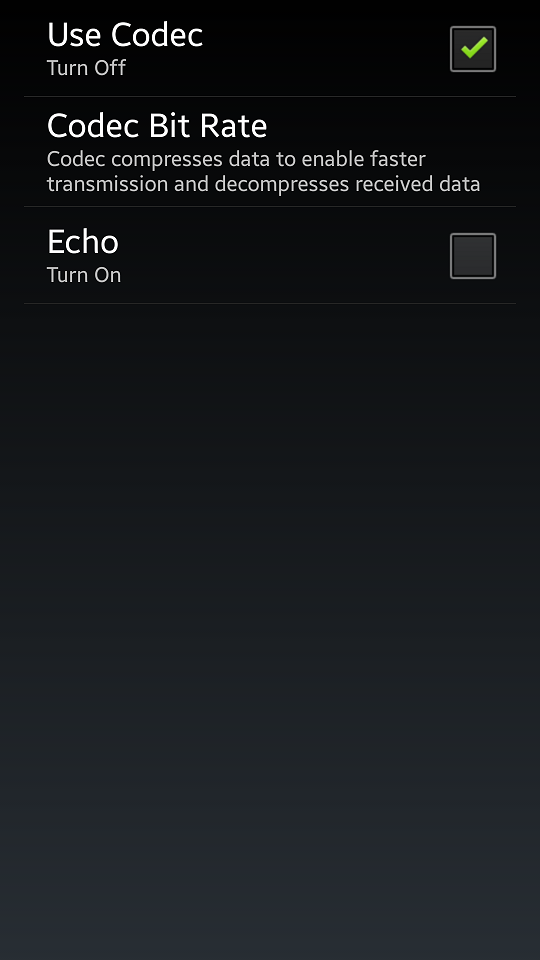 Use Codec
Turn Off
Codec Bit Rate
Codec compresses data to enable faster
transmission and decompresses received data
Echo
Turn On